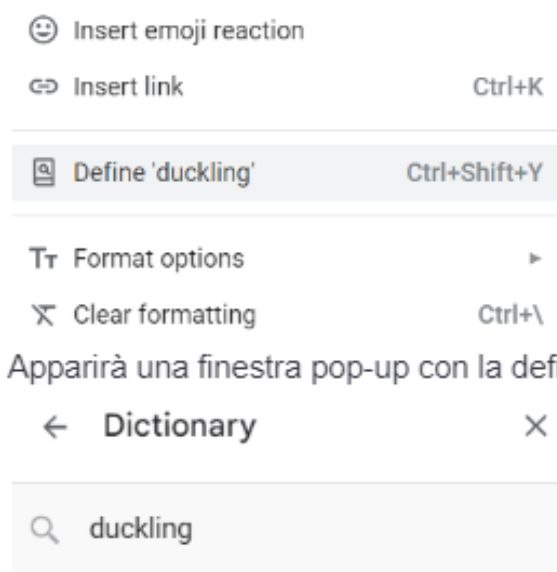 Insert emoji reaction
Insert link Ctrl+K
Define 'duckling' Ctrl+Shift+Y
Format options
Clear formatting Ctrl+\
Apparirà una finestra pop-up con la defi
Dictionary
duckling